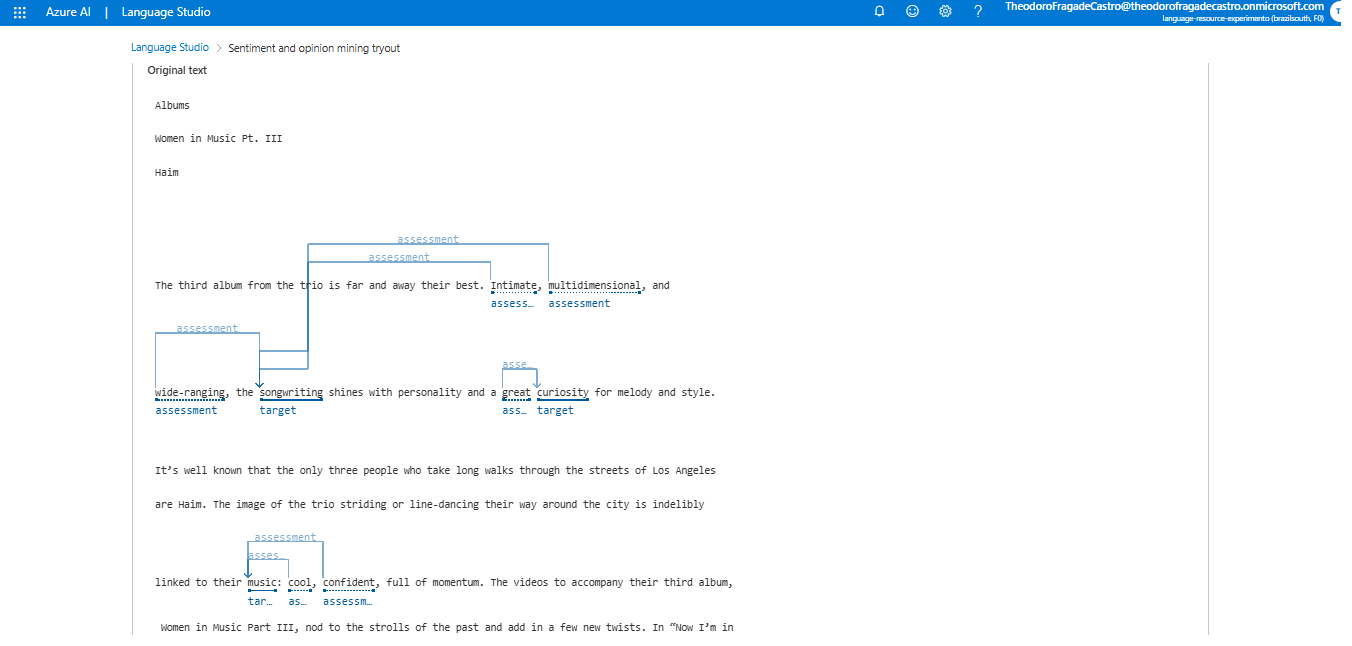 Azure AI | Language Studio
TheodoroFragadeCastro@theodorofragadecastro.onmicrosoft.com
language-resource-experimento (brazilsouth, F0)
T
Language Studio > Sentiment and opinion mining tryout
Original text
Albums
Women in Music Pt. III
Haim
assessment
assessment
The third album from the trio is far and away their best. Intimate, multidimensional, and
assess… assessment
assessment
asse…
wide-ranging, the songwriting shines with personality and a great curiosity for melody and style.
assessment target ass… target
It’s well known that the only three people who take long walks through the streets of Los Angeles
are Haim. The image of the trio striding or line-dancing their way around the city is indelibly
assessment
asses…
linked to their music: cool, confident, full of momentum. The videos to accompany their third album,
tar… as… assessm…
Women in Music Part III, nod to the strolls of the past and add in a few new twists. In “Now I’m in